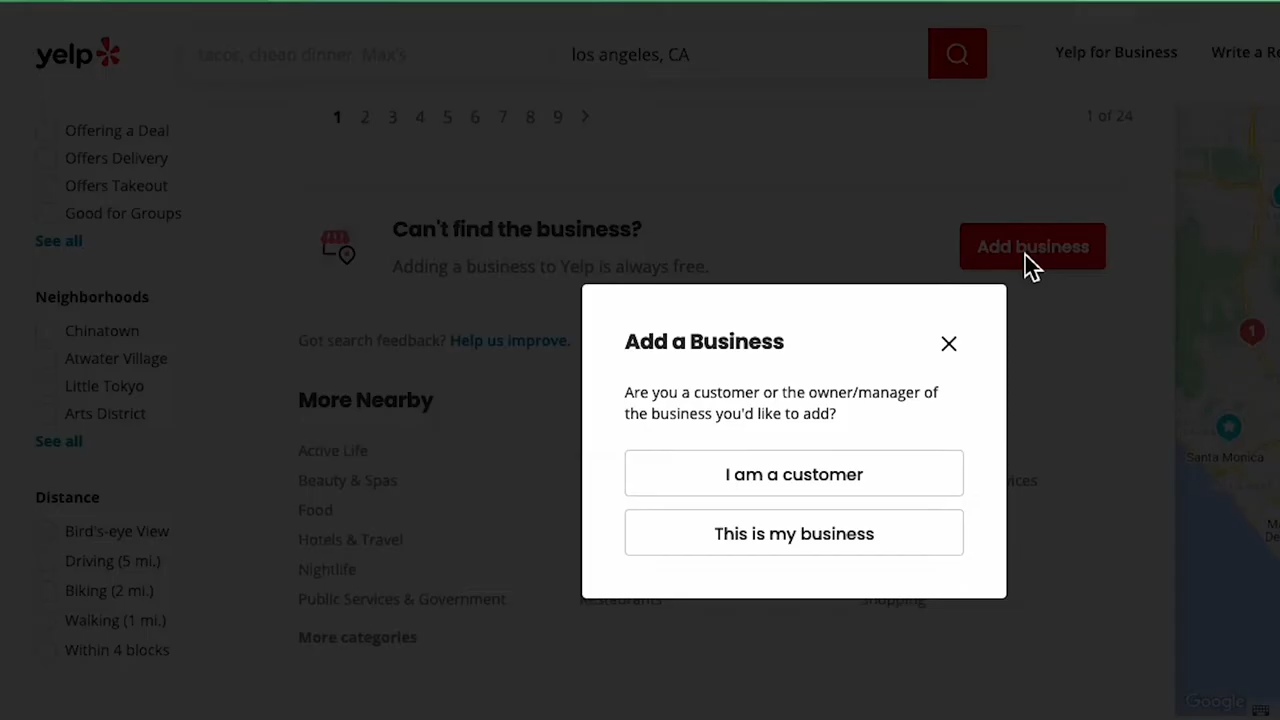 yelp
tacos, cheap dinner, Max's
los angeles, CA
Yelp for Business
Write a Re
Offering a Deal
Offers Delivery
Offers Takeout
Good for Groups
See all
Neighborhoods
Chinatown
Atwater Village
Little Tokyo
Arts District
See all
Distance
Bird's-eye View
Driving (5 mi.)
Biking (2 mi.)
Walking (1 mi.)
Within 4 blocks
1 2 3 4 5 6 7 8 9
1 of 24
Can't find the business?
Adding a business to Yelp is always free.
Add business
Got search feedback? Help us improve.
More Nearby
Active Life
Beauty & Spas
Food
Hotels & Travel
Nightlife
Public Services & Government
More categories
Restaurants
Shopping
Add a Business
Are you a customer or the owner/manager of
the business you'd like to add?
I am a customer
This is my business
1
Santa Monica
Google